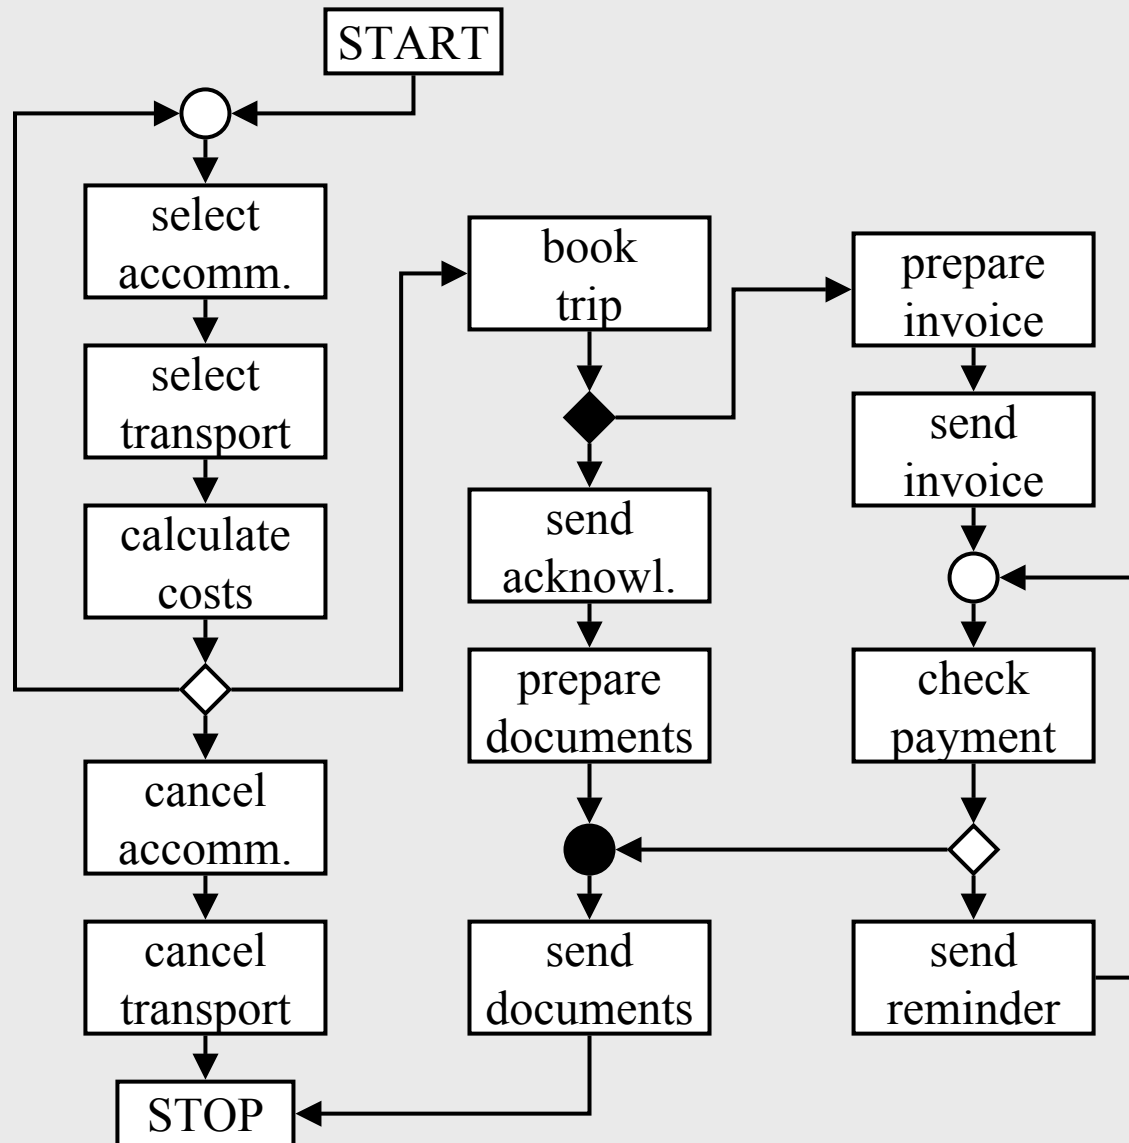 START
select
accomm.
select
transport
calculate
costs
cancel
accomm.
cancel
transport
STOP
book
trip
send
acknowl.
prepare
documents
send
documents
prepare
invoice
send
invoice
check
payment
send
reminder